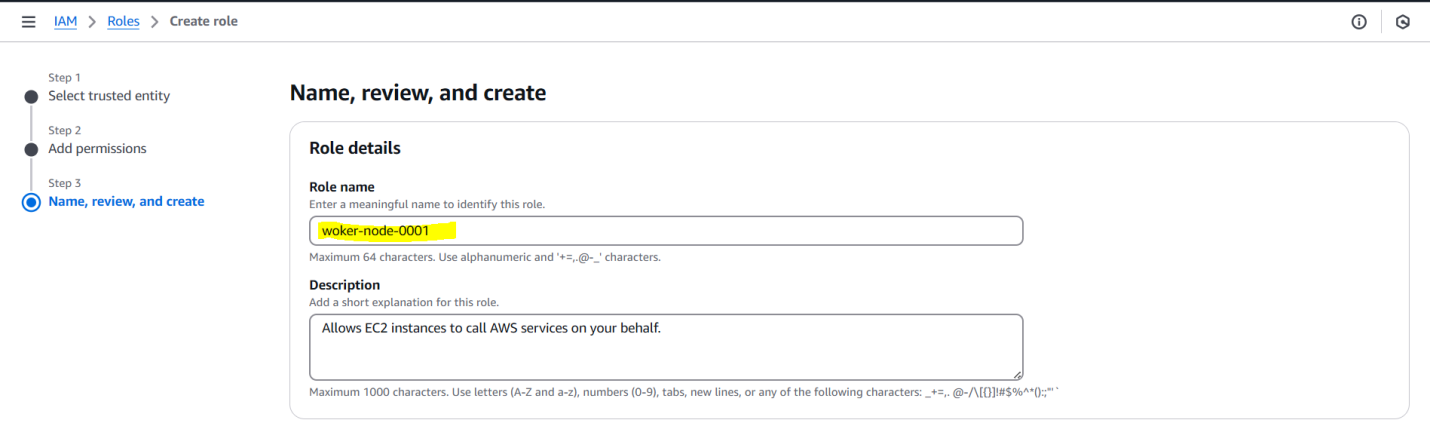 IAM > Roles > Create role
Step 1
Select trusted entity
Step 2
Add permissions
Step 3
Name, review, and create
Name, review, and create
Role details
Role name
Enter a meaningful name to identify this role.
woker-node-0001
Maximum 64 characters. Use alphanumeric and '+=,.@-_' characters.
Description
Add a short explanation for this role.
Allows EC2 instances to call AWS services on your behalf.
Maximum 1000 characters. Use letters (A-Z and a-z), numbers (0-9), tabs, new lines, or any of the following characters: _+=,. @-/\[{}]!#$%^*();:"'`